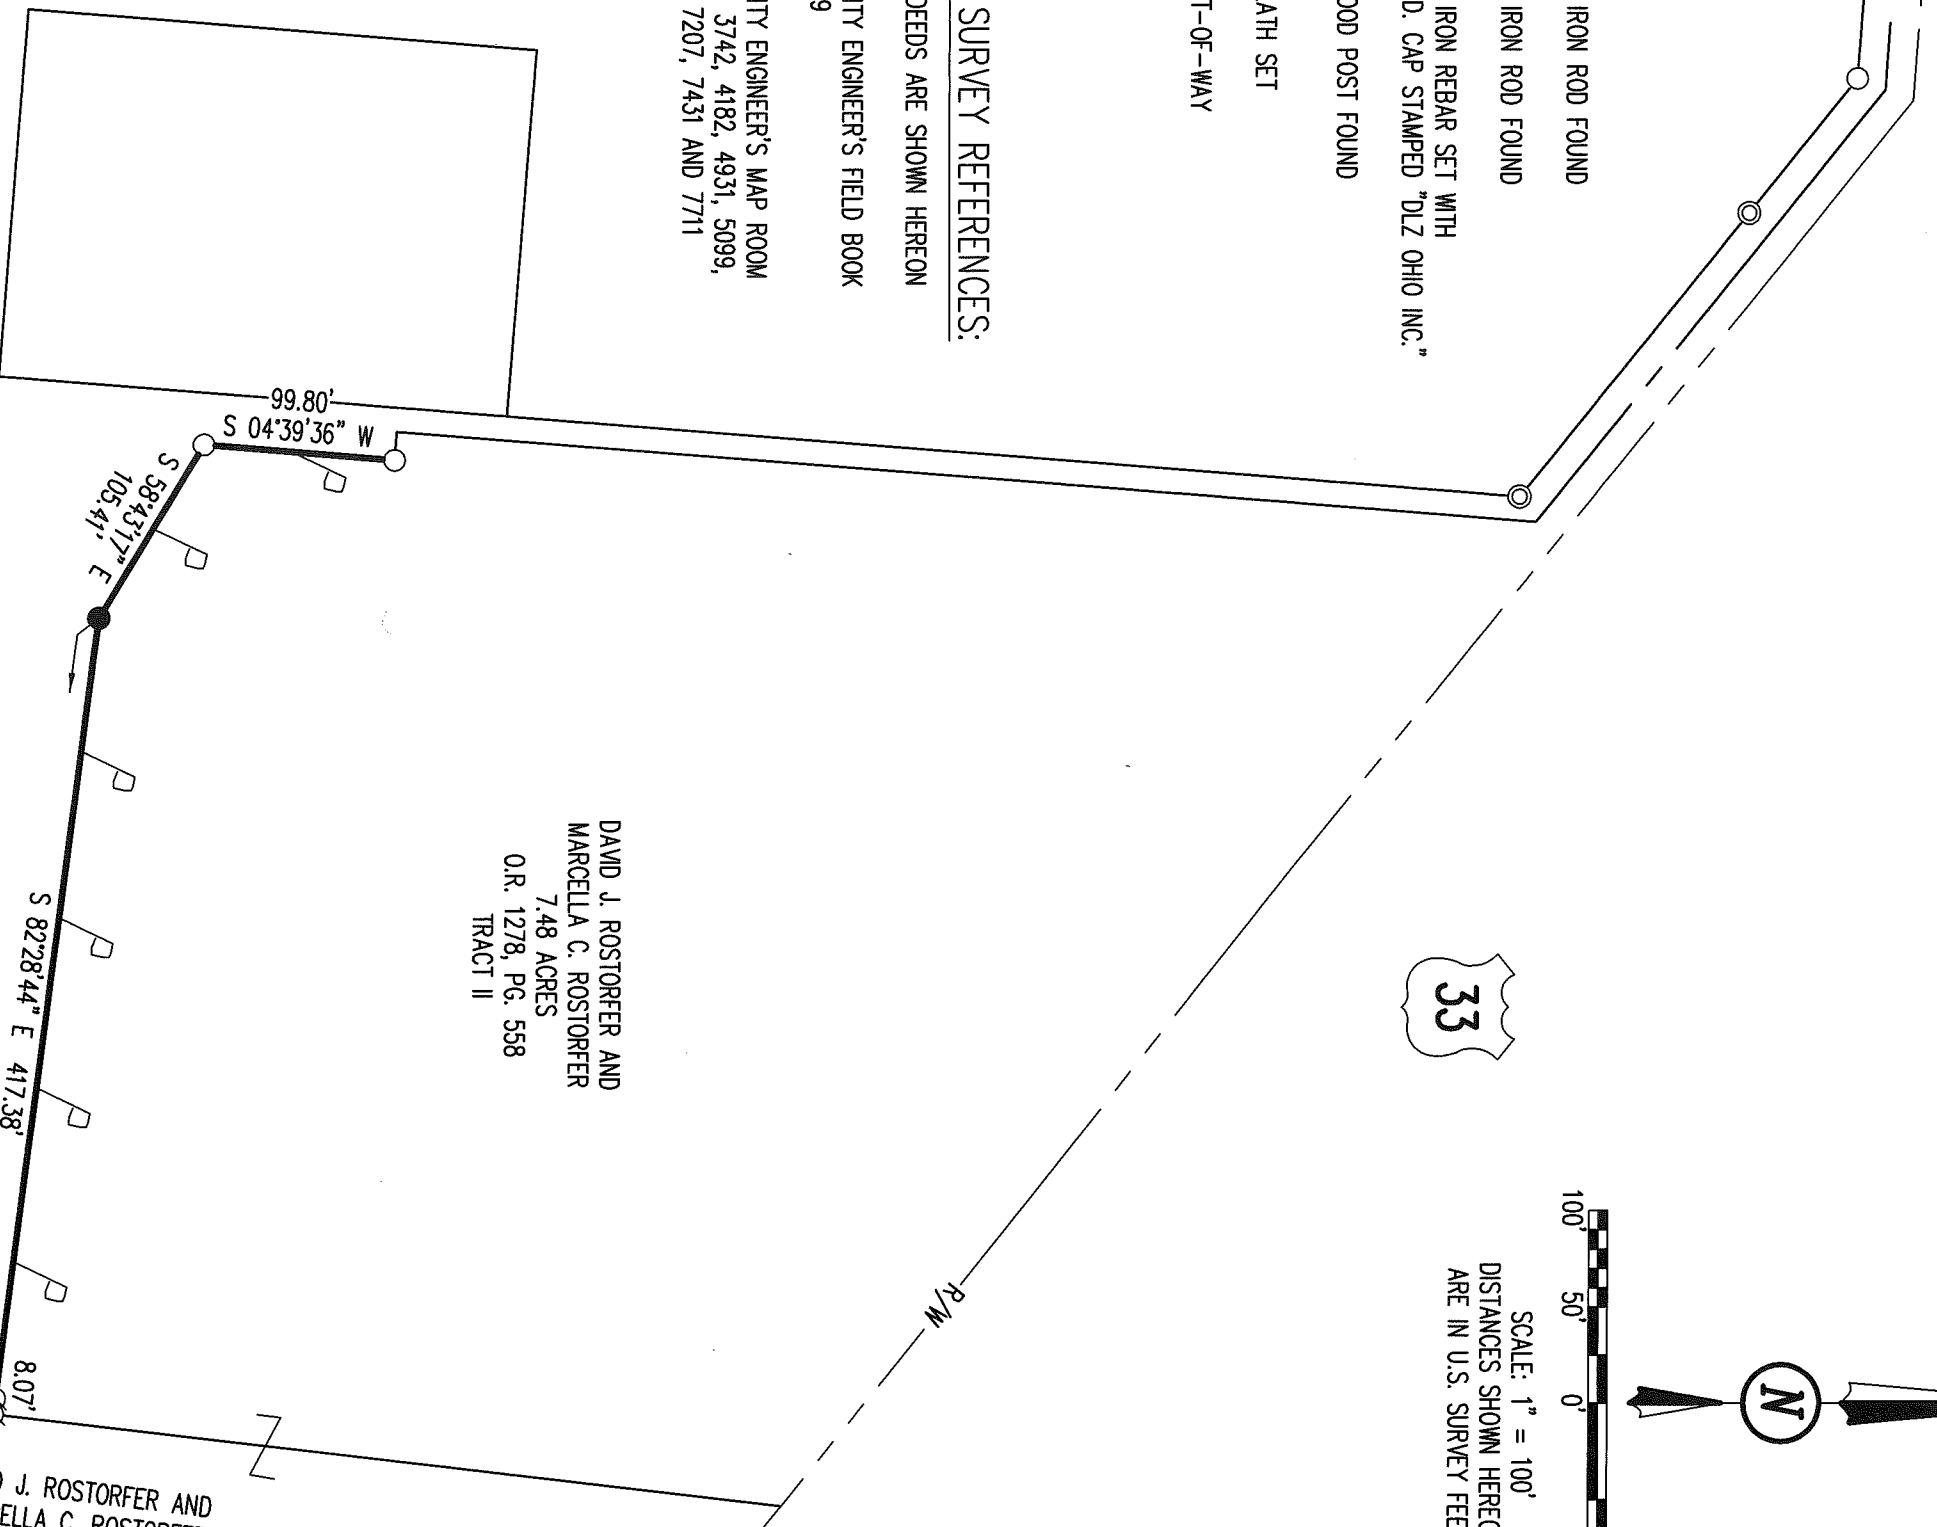 IRON ROD FOUND
IRON ROD FOUND
IRON REBAR SET WITH
D. CAP STAMPED "DLZ OHIO INC."
OOD POST FOUND
ATH SET
T-OF-WAY
SURVEY REFERENCES:
DEEDS ARE SHOWN HEREON
TY ENGINEER'S FIELD BOOK
9
TY ENGINEER'S MAP ROOM
3742, 4182, 4931, 5099,
7207, 7431 AND 7711
99.80'
S 04°39'36" W
S 58°43'17" E
105.41'
S 82°28'44" E 417.38'
8.07'
DAVID J. ROSTORFER AND
MARCELLA C. ROSTORFER
7.48 ACRES
O.R. 1278, PG. 558
TRACT II
33
R/W
N
100' 50' 0'
SCALE: 1" = 100'
DISTANCES SHOWN HEREO
ARE IN U.S. SURVEY FEE
J. ROSTORFER AND
ELLA C. ROSTORFER